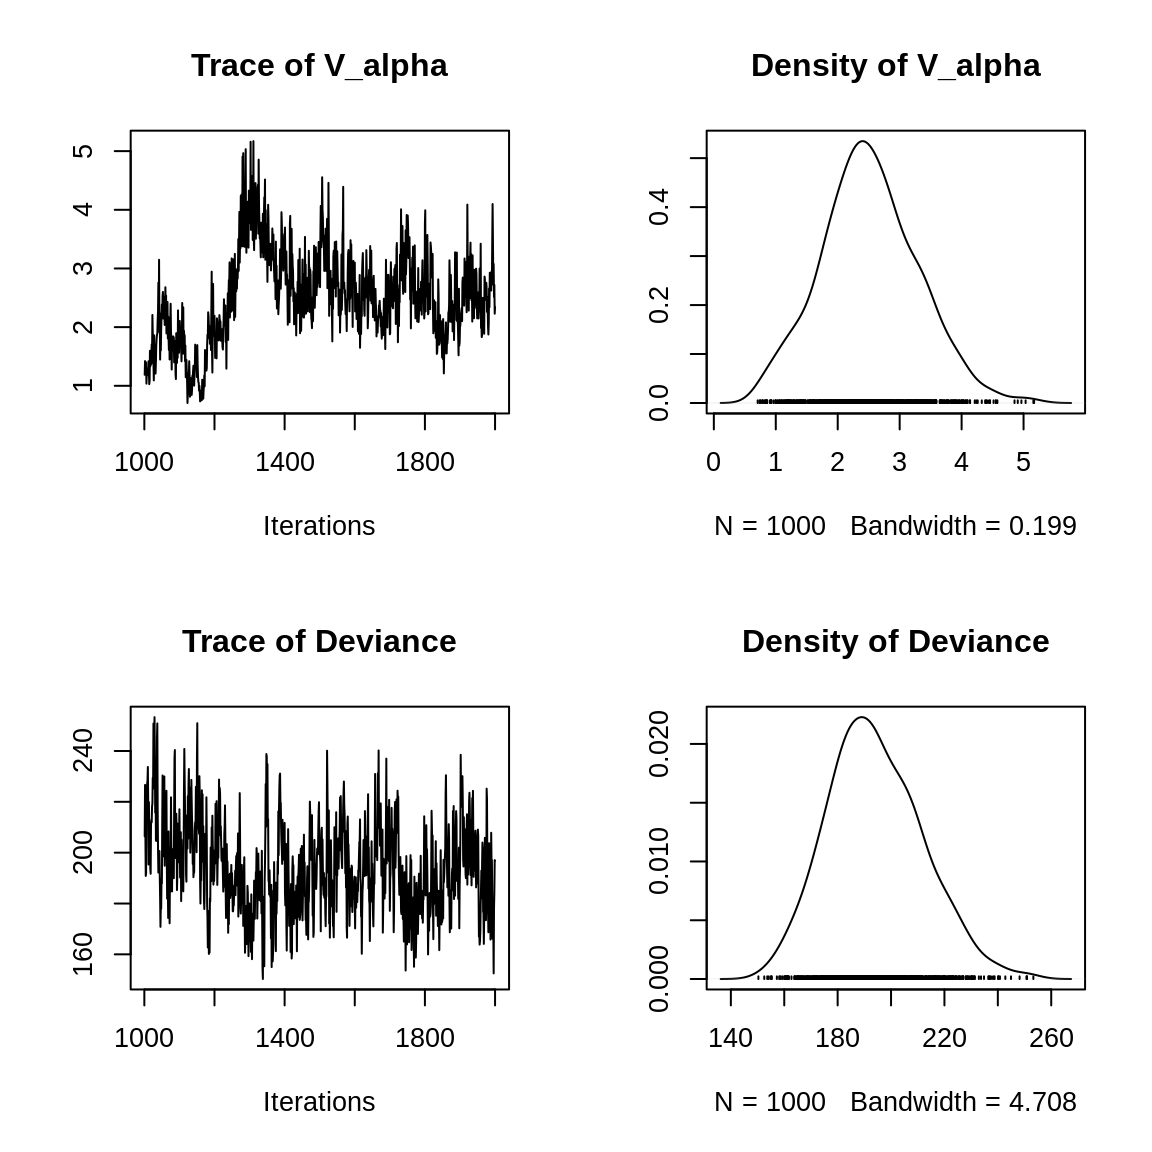 Trace of V_alpha
5
4
3
2
1
1000 1400 1800
Iterations
Density of V_alpha
0.4
0.2
0.0
0 1 2 3 4 5
N = 1000 Bandwidth = 0.199
Trace of Deviance
240
200
160
1000 1400 1800
Iterations
Density of Deviance
0.020
0.010
0.000
140 180 220 260
N = 1000 Bandwidth = 4.708